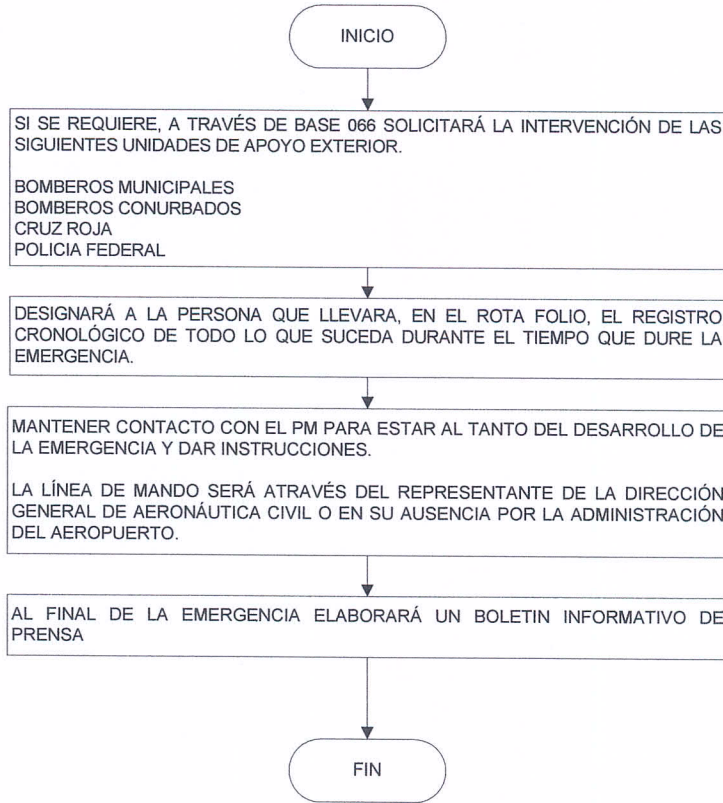 INICIO
SI SE REQUIERE, A TRAVÉS DE BASE 066 SOLICITARÁ LA INTERVENCIÓN DE LAS
SIGUIENTES UNIDADES DE APOYO EXTERIOR.
BOMBEROS MUNICIPALES
BOMBEROS CONURBADOS
CRUZ ROJA
POLICIA FEDERAL
DESIGNARÁ A LA PERSONA QUE LLEVARA, EN EL ROTA FOLIO, EL REGISTRO
CRONOLÓGICO DE TODO LO QUE SUCEDA DURANTE EL TIEMPO QUE DURE LA
EMERGENCIA.
MANTENER CONTACTO CON EL PM PARA ESTAR AL TANTO DEL DESARROLLO DE
LA EMERGENCIA Y DAR INSTRUCCIONES.
LA LÍNEA DE MANDO SERÁ ATRAVÉS DEL REPRESENTANTE DE LA DIRECCIÓN
GENERAL DE AERONÁUTICA CIVIL O EN SU AUSENCIA POR LA ADMINISTRACIÓN
DEL AEROPUERTO.
AL FINAL DE LA EMERGENCIA ELABORARÁ UN BOLETIN INFORMATIVO DE
PRENSA
FIN